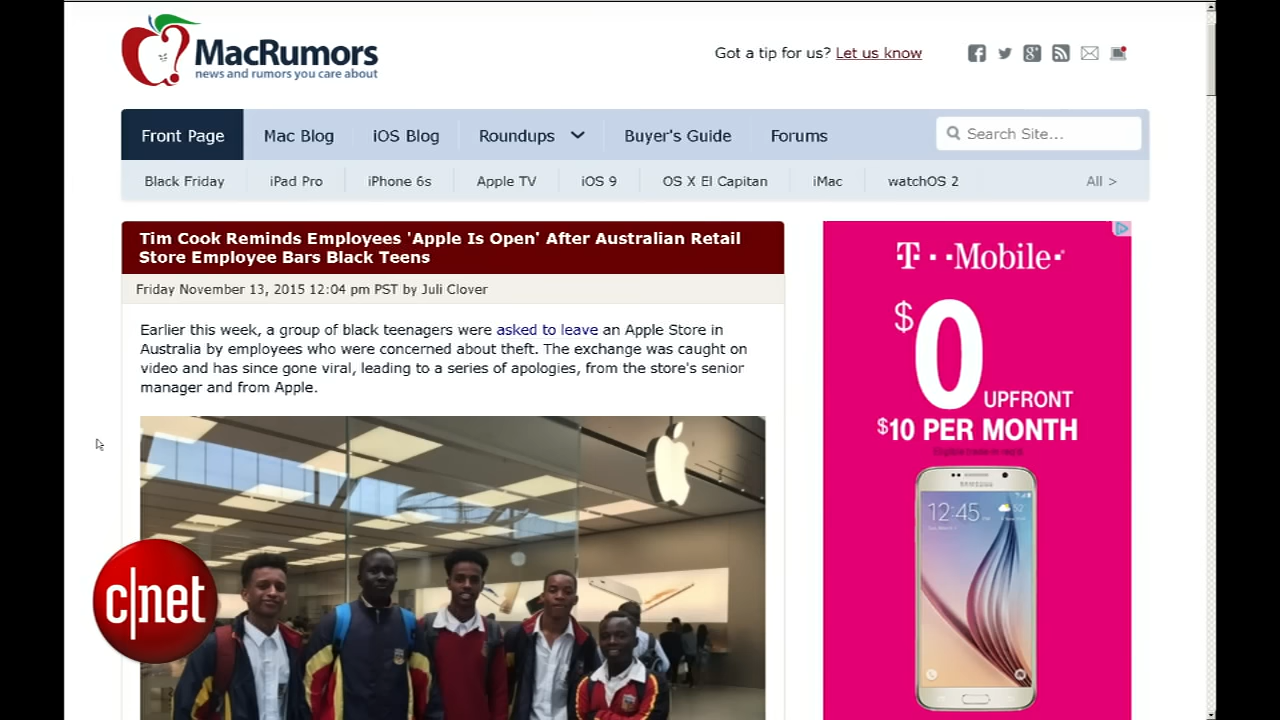 MacRumors
news and rumors you care about
Got a tip for us? Let us know
Front Page
Mac Blog
iOS Blog
Roundups
Buyer's Guide
Forums
Search Site...
Black Friday
iPad Pro
iPhone 6s
Apple TV
iOS 9
OS X El Capitan
iMac
watchOS 2
All >
Tim Cook Reminds Employees 'Apple Is Open' After Australian Retail
Store Employee Bars Black Teens
Friday November 13, 2015 12:04 pm PST by Juli Clover
Earlier this week, a group of black teenagers were asked to leave an Apple Store in
Australia by employees who were concerned about theft. The exchange was caught on
video and has since gone viral, leading to a series of apologies, from the store's senior
manager and from Apple.
T-Mobile
$0
UPFRONT
$10 PER MONTH
SAMSUNG
12:45 PM
52
c|net